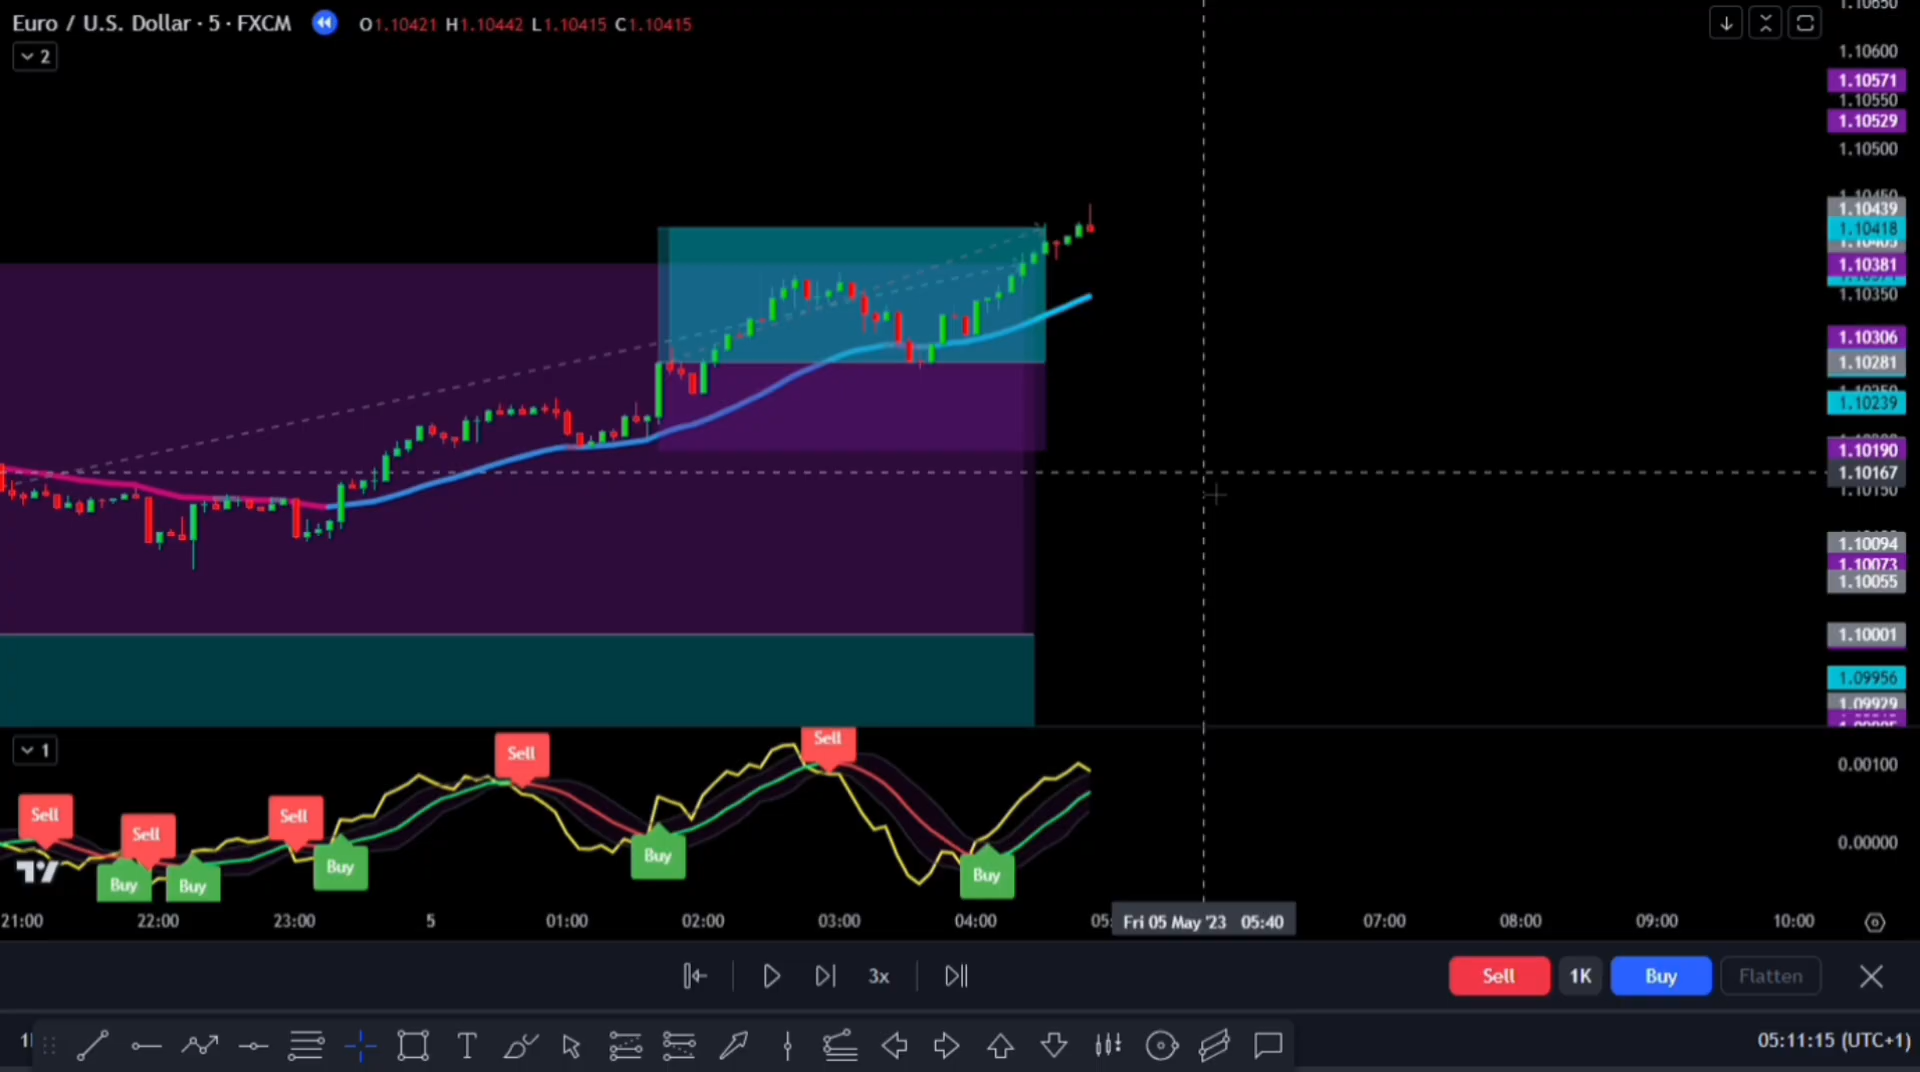 Euro / U.S. Dollar · 5 · FXCM O1.10421 H1.10442 L1.10415 C1.10415
2
1.10650
1.10600
1.10571
1.10550
1.10529
1.10500
1.10450
1.10439
1.10418
1.10405
1.10381
1.10350
1.10306
1.10281
1.10250
1.10239
1.10190
1.10167
1.10150
1.10094
1.10073
1.10055
1.10001
1.09956
1.09929
1
Sell
Sell
Sell
Sell
Sell
Buy
Buy
Buy
Buy
Buy
0.00100
0.00000
21:00 22:00 23:00 5 01:00 02:00 03:00 04:00 05: Fri 05 May '23 05:40 07:00 08:00 09:00 10:00
3x Sell 1K Buy Flatten
05:11:15 (UTC+1)